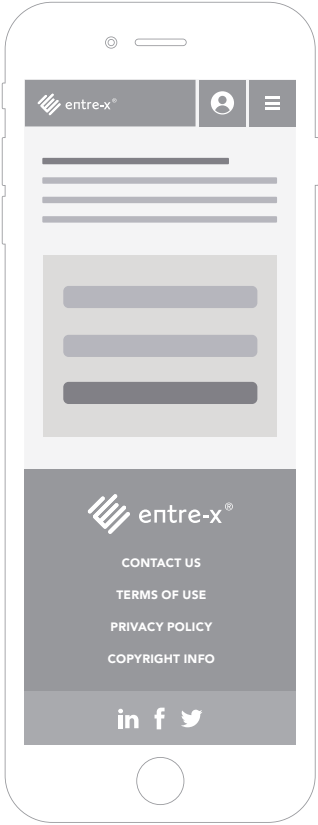 entre-x®
entre-x®
CONTACT US
TERMS OF USE
PRIVACY POLICY
COPYRIGHT INFO
in f